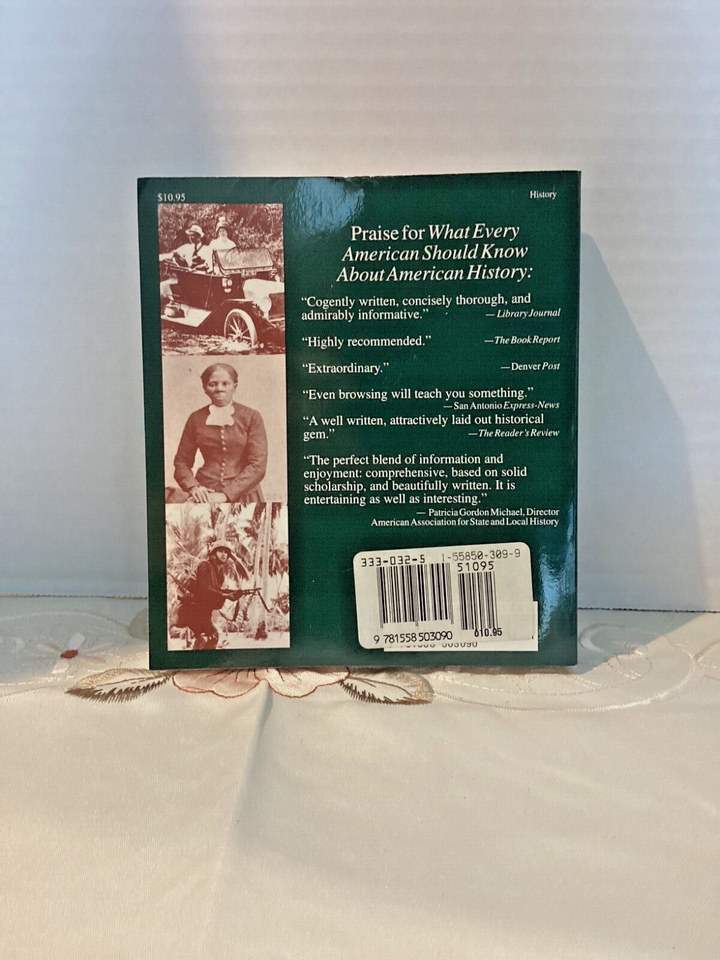 $10.95
History
Praise for What Every
American Should Know
About American History:
“Cogently written, concisely thorough, and
admirably informative.” — Library Journal
“Highly recommended.” — The Book Report
“Extraordinary.” — Denver Post
“Even browsing will teach you something.”
— San Antonio Express-News
“A well written, attractively laid out historical
gem.” — The Reader's Review
“The perfect blend of information and
enjoyment: comprehensive, based on solid
scholarship, and beautifully written. It is
entertaining as well as interesting.”
— Patricia Gordon Michael, Director
American Association for State and Local History
333-032-5 1-55850-309-9
51095
9 781558 503090 010.95